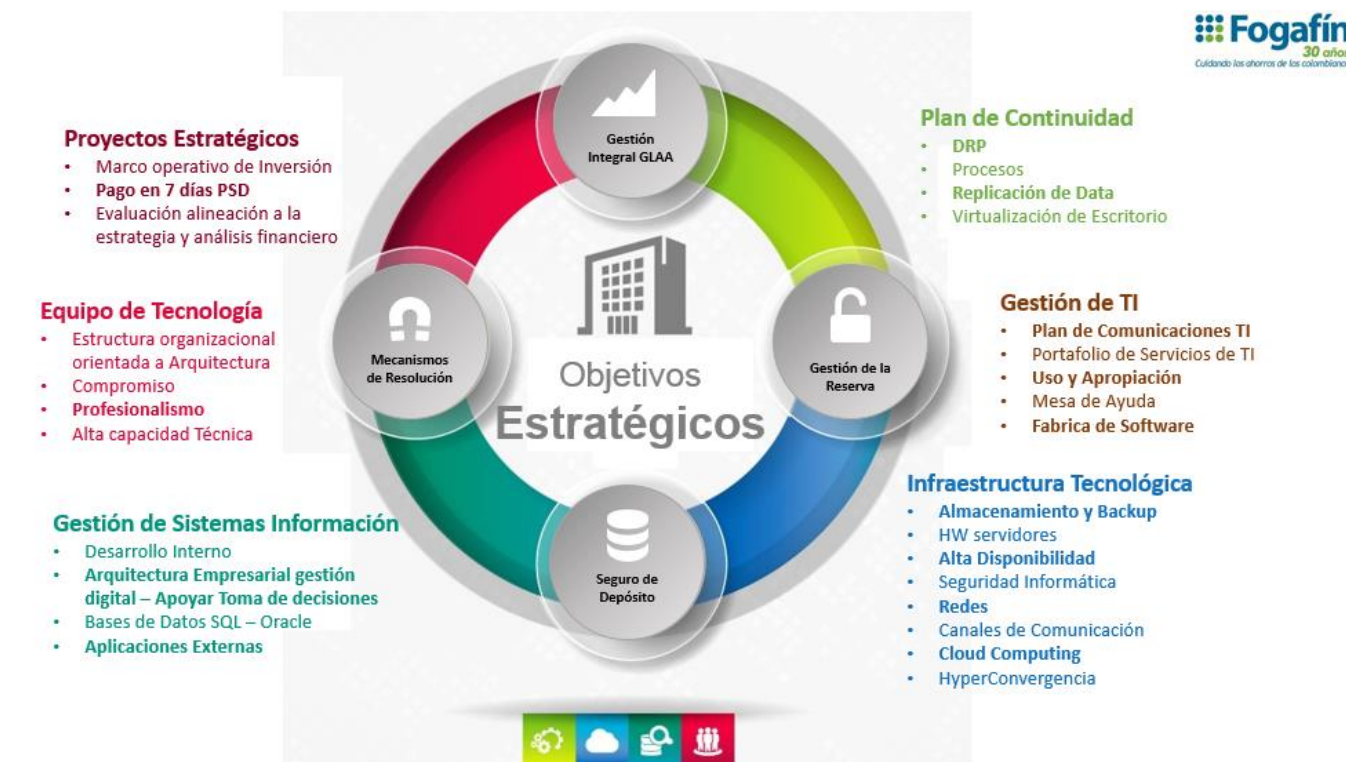 Fogafín
30 años
Cuidando los ahorros de los colombianos
Gestión
Integral GLAA
Proyectos Estratégicos
• Marco operativo de Inversión
• Pago en 7 días PSD
• Evaluación alineación a la
estrategia y análisis financiero
Plan de Continuidad
• DRP
• Procesos
• Replicación de Data
• Virtualización de Escritorio
Equipo de Tecnología
• Estructura organizacional
orientada a Arquitectura
• Compromiso
• Profesionalismo
• Alta capacidad Técnica
Mecanismos
de Resolución
Objetivos
Estratégicos
Gestión de la
Reserva
Gestión de TI
• Plan de Comunicaciones TI
• Portafolio de Servicios de TI
• Uso y Apropiación
• Mesa de Ayuda
• Fabrica de Software
Gestión de Sistemas Información
• Desarrollo Interno
• Arquitectura Empresarial gestión
digital – Apoyar Toma de decisiones
• Bases de Datos SQL – Oracle
• Aplicaciones Externas
Seguro de
Depósito
Infraestructura Tecnológica
• Almacenamiento y Backup
• HW servidores
• Alta Disponibilidad
• Seguridad Informática
• Redes
• Canales de Comunicación
• Cloud Computing
• HyperConvergencia